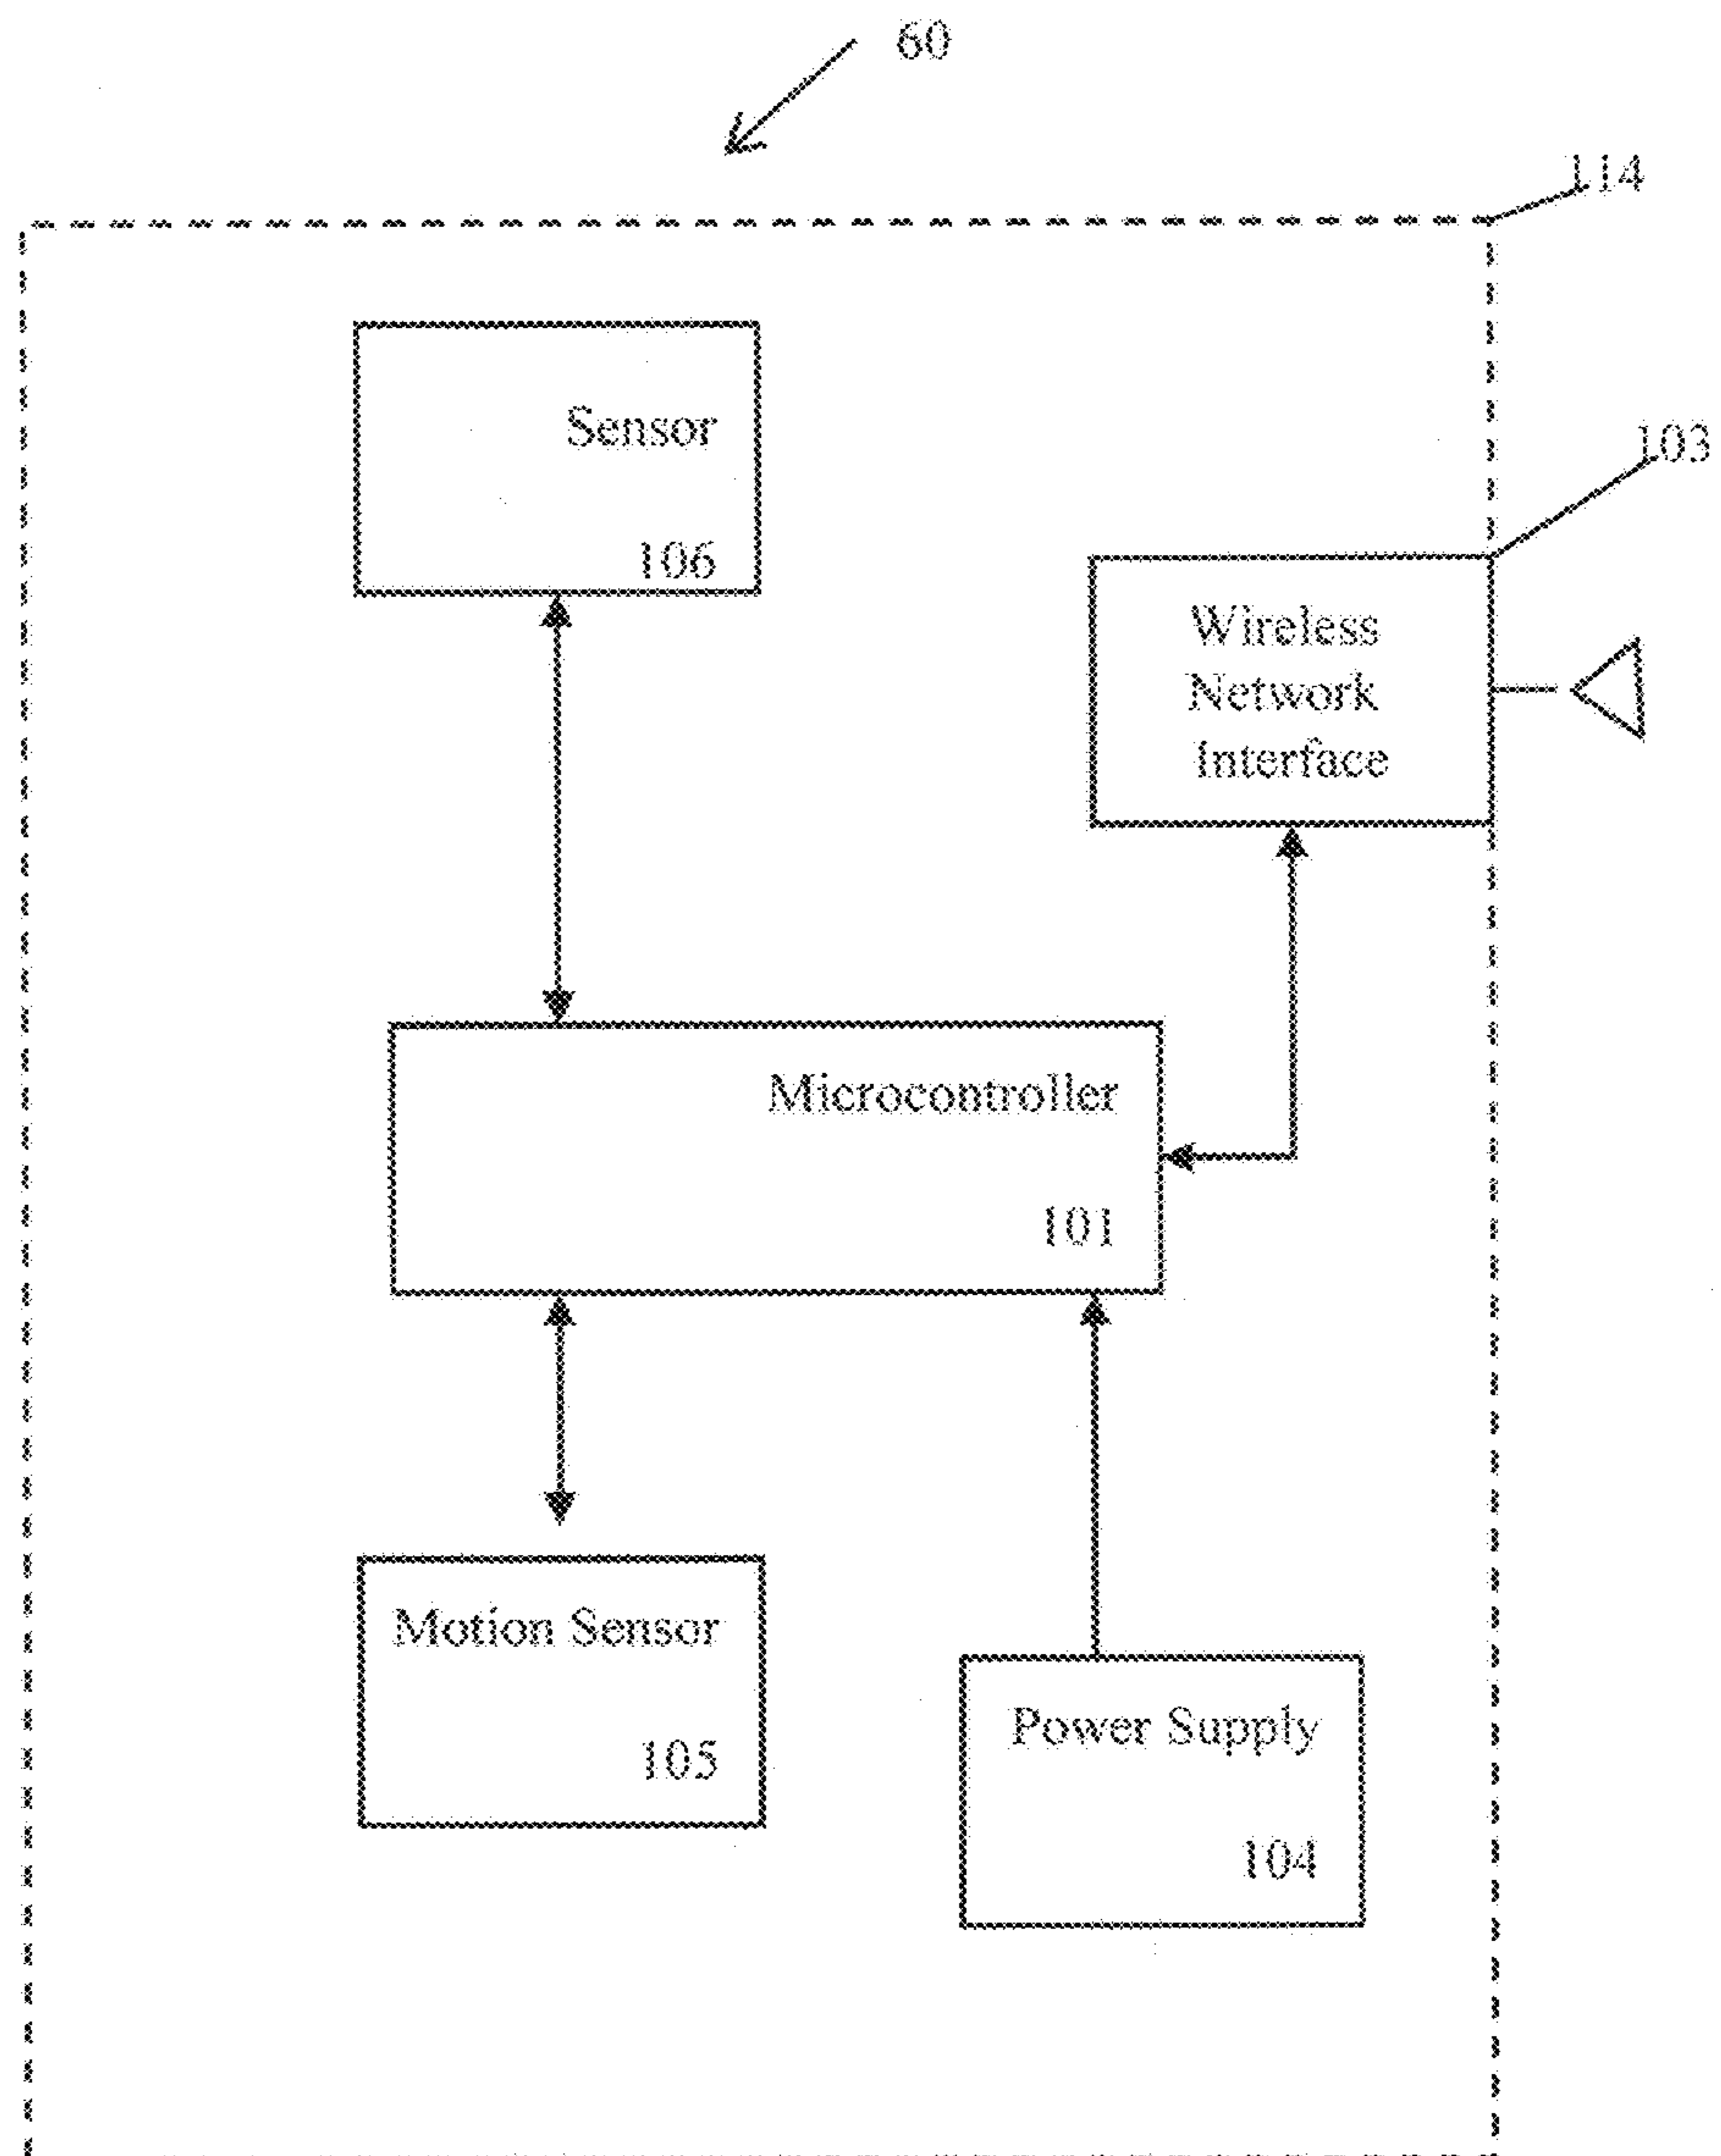 60
114
Sensor
106
103
Wireless
Network
Interface
Microcontroller
101
Motion Sensor
105
Power Supply
104